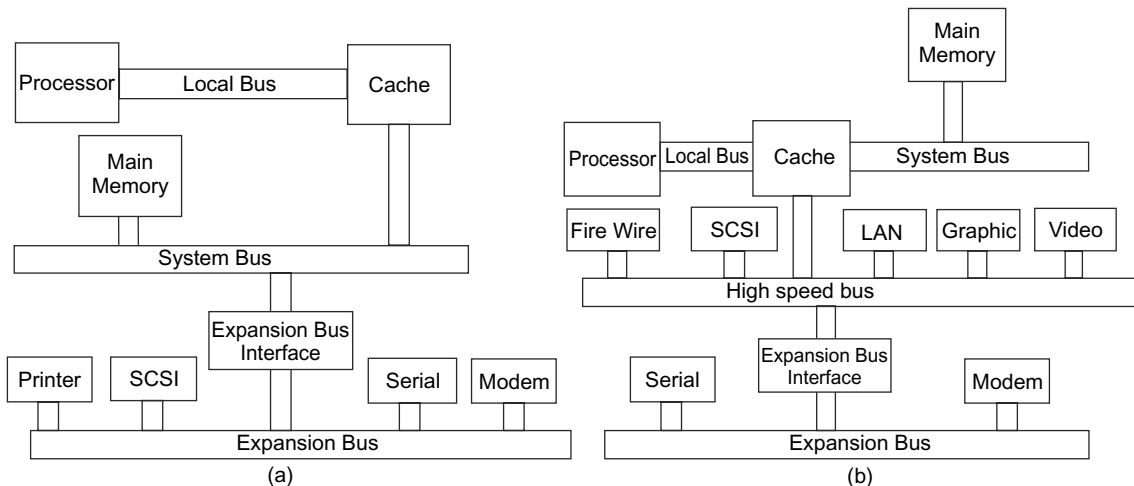 Processor
Local Bus
Cache
Main
Memory
System Bus
Expansion Bus
Interface
Printer
SCSI
Serial
Modem
Expansion Bus
(a)
Main
Memory
Processor
Local Bus
Cache
System Bus
Fire Wire
SCSI
LAN
Graphic
Video
High speed bus
Expansion Bus
Interface
Serial
Modem
Expansion Bus
(b)